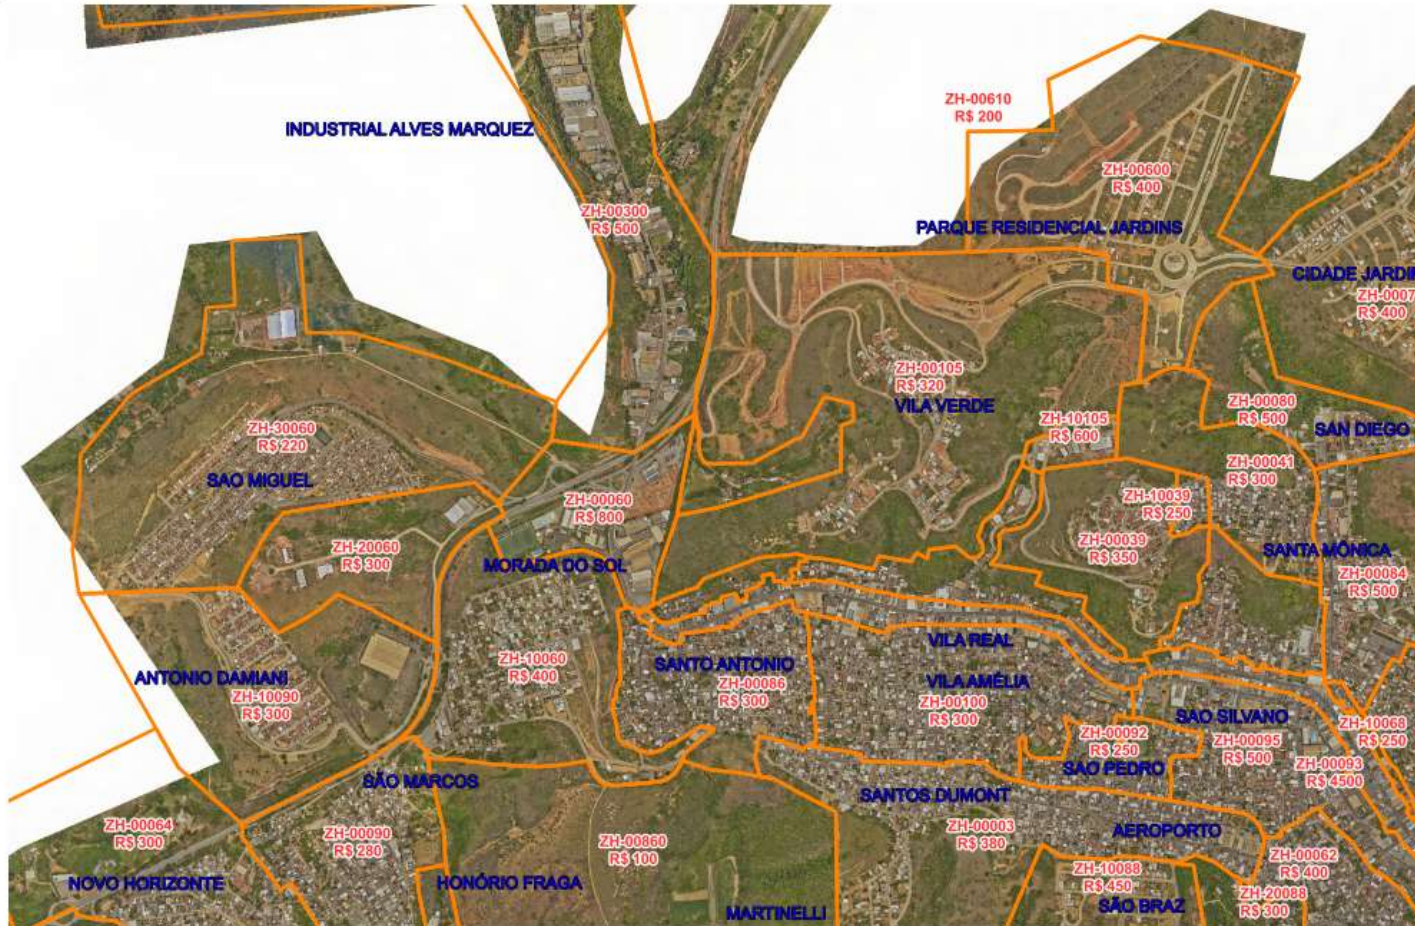 ZH-00610
R$ 200
INDUSTRIAL ALVES MARQUEZ
ZH-00600
R$ 400
ZH-00300
R$ 500
PARQUE RESIDENCIAL JARDINS
CIDADE JARDI
ZH-0007
R$ 400
ZH-00105
R$ 320
VILA VERDE
ZH-00080
R$ 500
ZH-10105
R$ 600
SAN DIEGO
ZH-30060
R$ 220
SAO MIGUEL
ZH-00041
R$ 300
ZH-00060
R$ 800
ZH-10039
R$ 250
ZH-20060
R$ 300
ZH-00039
R$ 350
SANTA MÔNICA
MORADA DO SOL
ZH-00084
R$ 500
VILA REAL
ZH-10060
R$ 400
SANTO ANTONIO
ZH-00086
R$ 300
ANTONIO DAMIANI
ZH-10090
R$ 300
VILA AMÉLIA
ZH-00100
R$ 300
SAO SILVANO
ZH-10068
R$ 250
ZH-00092
R$ 250
ZH-00095
R$ 500
SAO PEDRO
ZH-00093
R$ 4500
SÃO MARCOS
SANTOS DUMONT
ZH-00064
R$ 300
ZH-00090
R$ 280
ZH-00860
R$ 100
ZH-00003
R$ 380
AEROPORTO
ZH-00062
R$ 400
ZH-10088
R$ 450
NOVO HORIZONTE
HONÓRIO FRAGA
ZH-20088
R$ 300
SÃO BRAZ
MARTINELLI